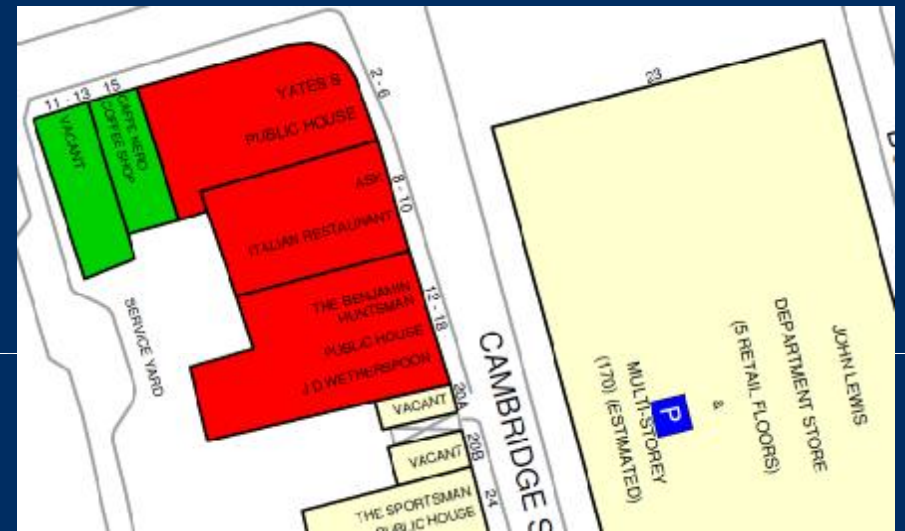 11 - 13
VACANT
15
CAFFE NERO
COFFEE SHOP
YATES S
PUBLIC HOUSE
2 - 6
ASK
ITALIAN RESTAURANT
8 - 10
THE BENJAMIN
HUNTSMAN
PUBLIC HOUSE
J.D.WETHERSPOON
12 - 18
SERVICE YARD
VACANT
20A
VACANT
20B
THE SPORTSMAN
PUBLIC HOUSE
24
CAMBRIDGE S
23
JOHN LEWIS
DEPARTMENT STORE
(5 RETAIL FLOORS)
&
P
MULTI-STOREY
(170) (ESTIMATED)